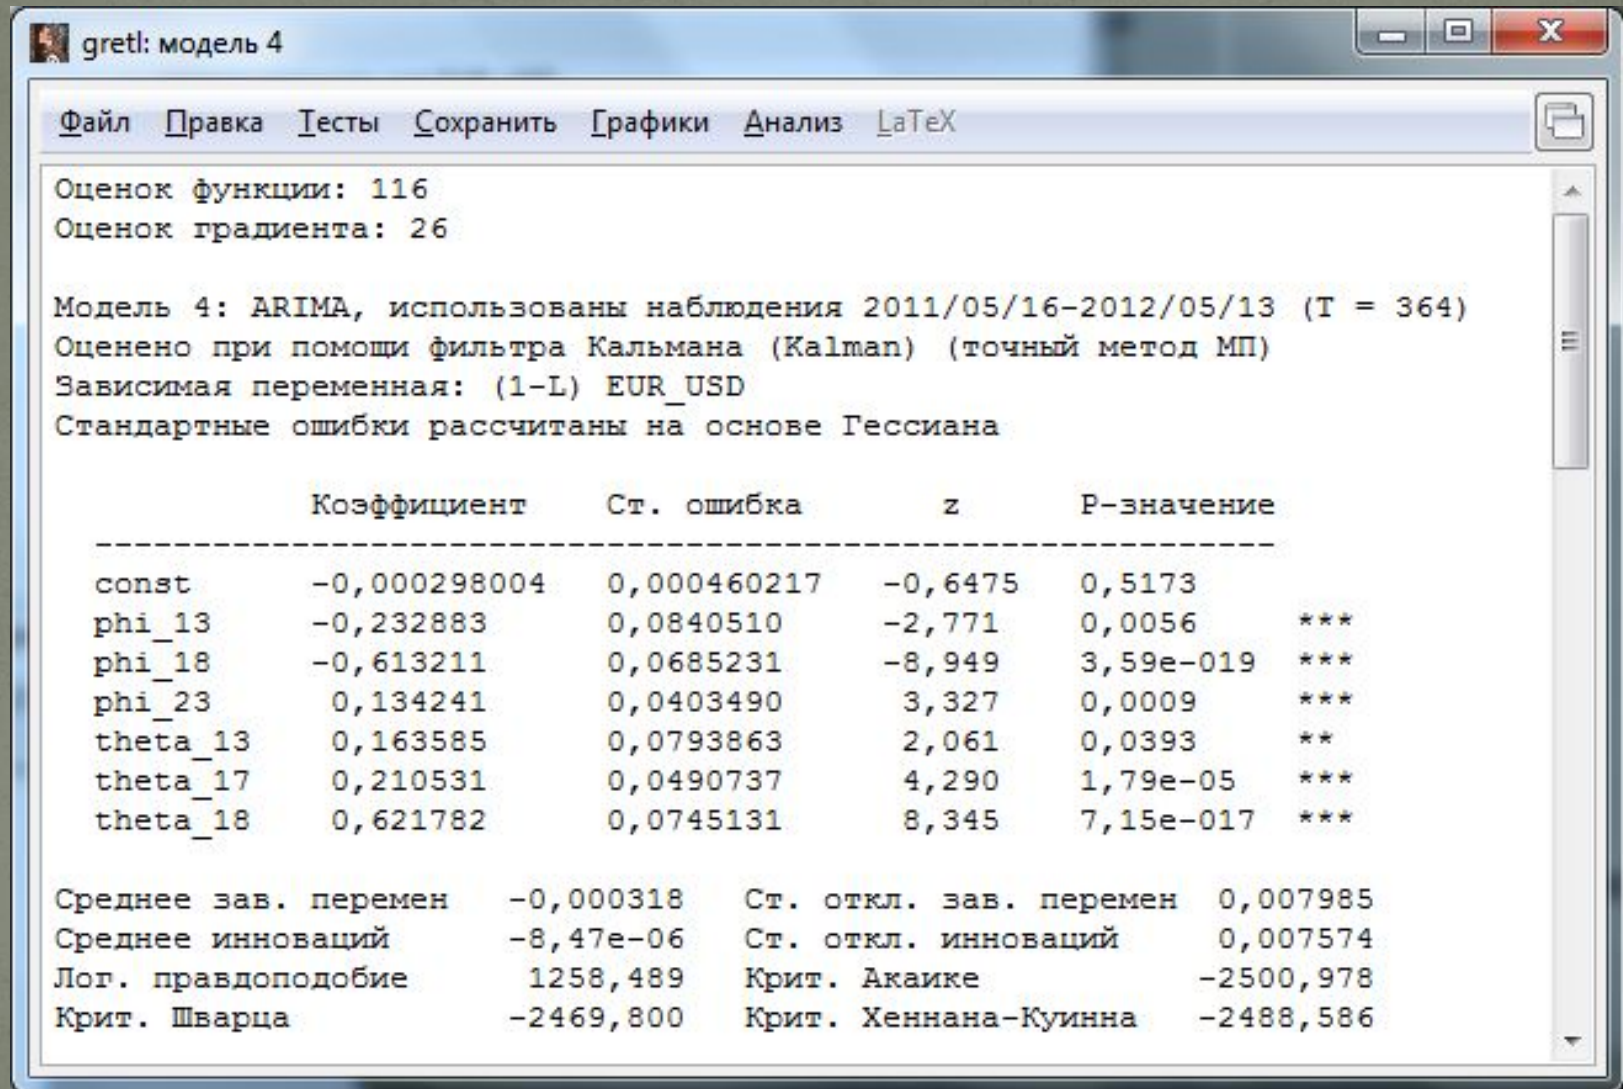 gretl: модель 4
Файл Правка Тесты Сохранить Графики Анализ LaTeX
Оценок функции: 116
Оценок градиента: 26
Модель 4: ARIMA, использованы наблюдения 2011/05/16-2012/05/13 (T = 364)
Оценено при помощи фильтра Кальмана (Kalman) (точный метод МП)
Зависимая переменная: (1-L) EUR_USD
Стандартные ошибки рассчитаны на основе Гессиана
Коэффициент Ст. ошибка z P-значение
---------------------------------------------------------------
const -0,000298004 0,000460217 -0,6475 0,5173
phi_13 -0,232883 0,0840510 -2,771 0,0056 ***
phi_18 -0,613211 0,0685231 -8,949 3,59e-019 ***
phi_23 0,134241 0,0403490 3,327 0,0009 ***
theta_13 0,163585 0,0793863 2,061 0,0393 **
theta_17 0,210531 0,0490737 4,290 1,79e-05 ***
theta_18 0,621782 0,0745131 8,345 7,15e-017 ***
Среднее зав. перемен -0,000318 Ст. откл. зав. перемен 0,007985
Среднее инноваций -8,47e-06 Ст. откл. инноваций 0,007574
Лог. правдоподобие 1258,489 Крит. Акаике -2500,978
Крит. Шварца -2469,800 Крит. Хеннана-Куинна -2488,586